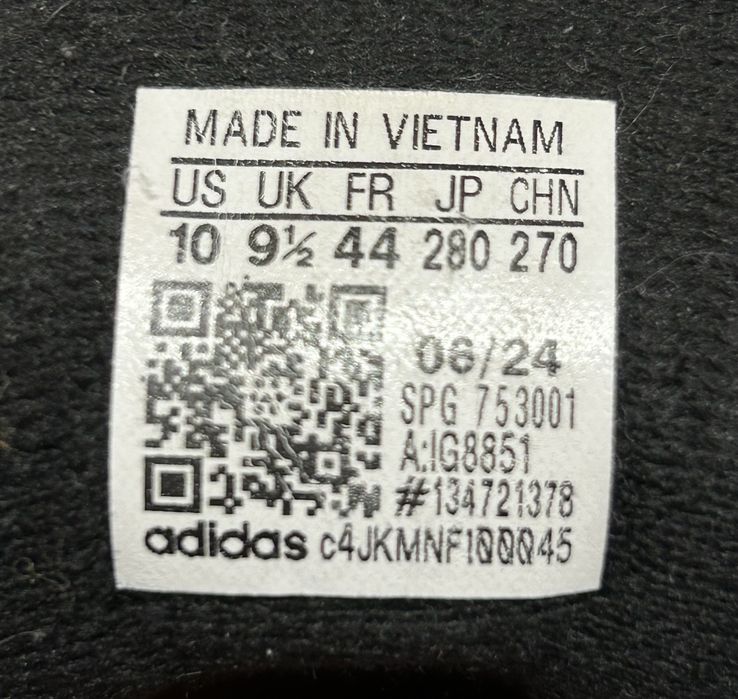 MADE IN VIETNAM
US UK FR JP CHN
10 9½ 44 280 270
06/24
SPG 753001
A:IG8851
#134721378
adidas c4JKMNF100045